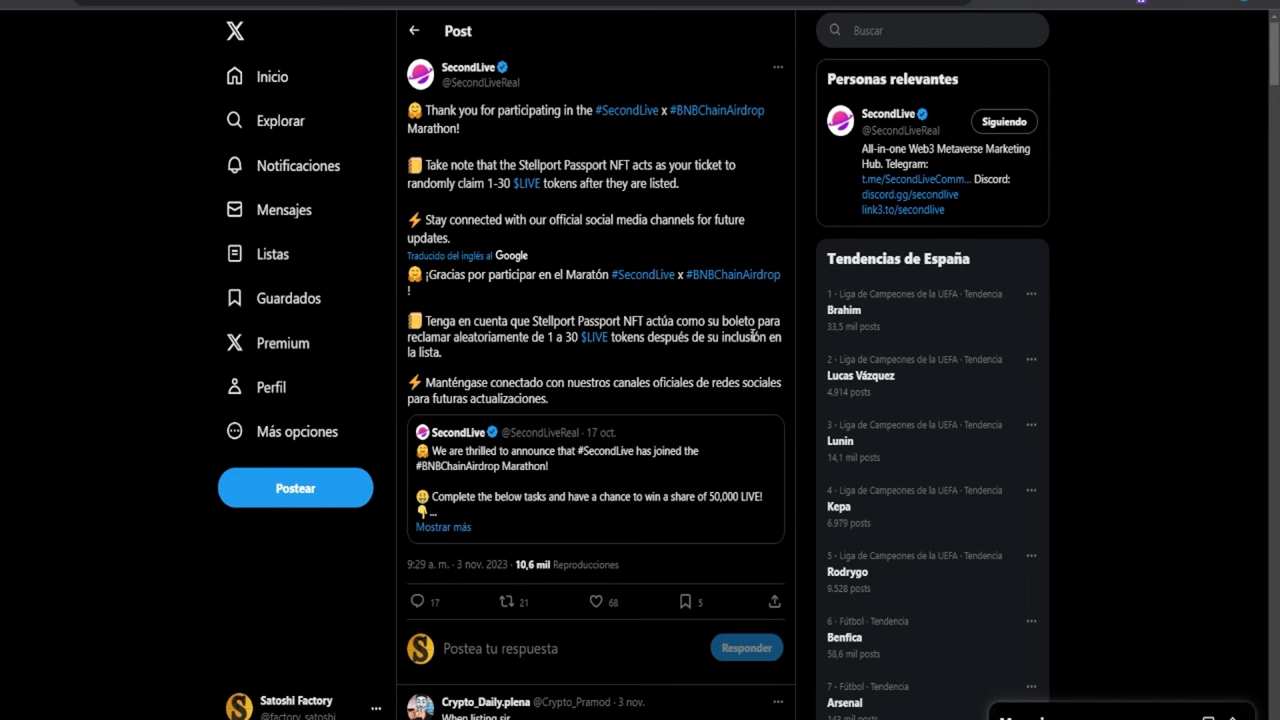 Inicio
Explorar
Notificaciones
Mensajes
Listas
Guardados
Premium
Perfil
Más opciones
Postear
Satoshi Factory
@factory_satoshi
Post
SecondLive
@SecondLiveReal
🤗 Thank you for participating in the #SecondLive x #BNBChainAirdrop
Marathon!
📒 Take note that the Stellport Passport NFT acts as your ticket to
randomly claim 1-30 $LIVE tokens after they are listed.
⚡ Stay connected with our official social media channels for future
updates.
Traducido del inglés al Google
🤗 ¡Gracias por participar en el Maratón #SecondLive x #BNBChainAirdrop
!
📒 Tenga en cuenta que Stellport Passport NFT actúa como su boleto para
reclamar aleatoriamente de 1 a 30 $LIVE tokens después de su inclusión en
la lista.
⚡ Manténgase conectado con nuestros canales oficiales de redes sociales
para futuras actualizaciones.
SecondLive @SecondLiveReal · 17 oct.
🤗 We are thrilled to announce that #SecondLive has joined the
#BNBChainAirdrop Marathon!
🤑 Complete the below tasks and have a chance to win a share of 50,000 LIVE!
👇...
Mostrar más
9:29 a. m. · 3 nov. 2023 · 10,6 mil Reproducciones
17 21 68 5
Postea tu respuesta
Responder
Crypto_Daily.plena @Crypto_Pramod · 3 nov.
When listing sir
Buscar
Personas relevantes
SecondLive
@SecondLiveReal
Siguiendo
All-in-one Web3 Metaverse Marketing
Hub. Telegram:
t.me/SecondLiveComm... Discord:
discord.gg/secondlive
link3.to/secondlive
Tendencias de España
1 · Liga de Campeones de la UEFA · Tendencia
Brahim
33,5 mil posts
2 · Liga de Campeones de la UEFA · Tendencia
Lucas Vázquez
4.914 posts
3 · Liga de Campeones de la UEFA · Tendencia
Lunin
14,1 mil posts
4 · Liga de Campeones de la UEFA · Tendencia
Kepa
6.979 posts
5 · Liga de Campeones de la UEFA · Tendencia
Rodrygo
9.528 posts
6 · Fútbol · Tendencia
Benfica
58,6 mil posts
7 · Fútbol · Tendencia
Arsenal
143 mil posts